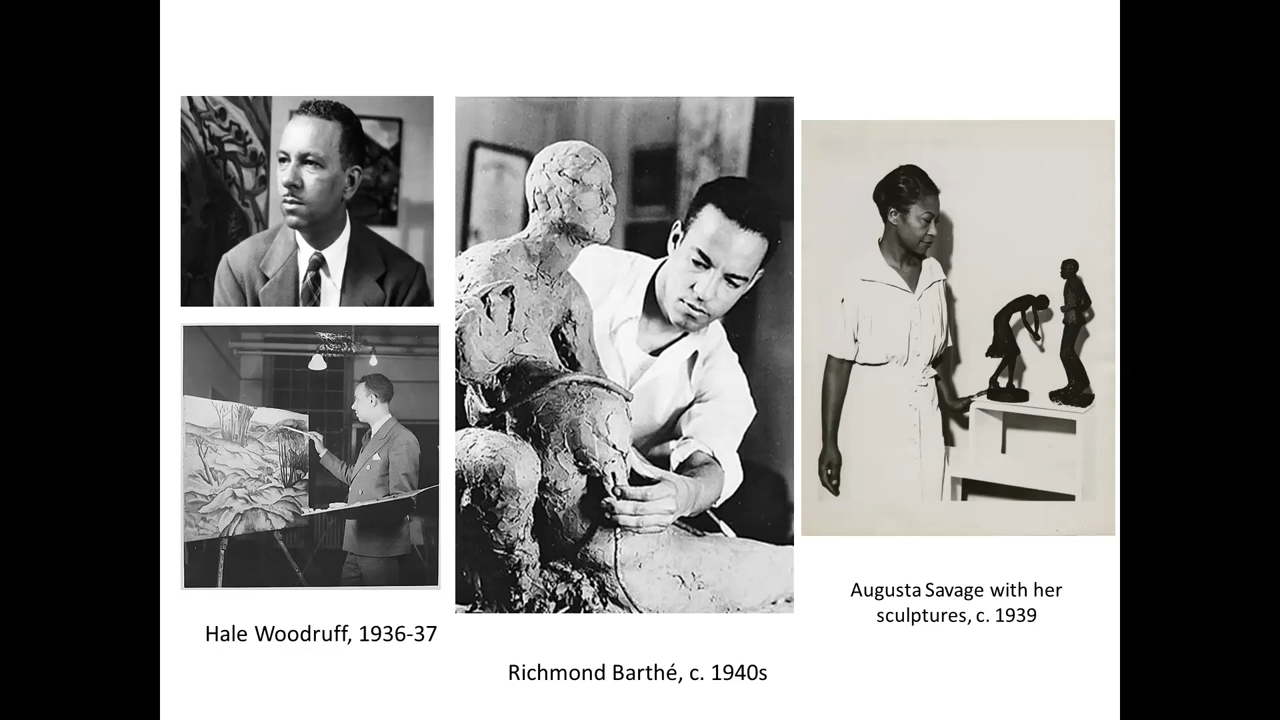 Hale Woodruff, 1936-37
Richmond Barthé, c. 1940s
Augusta Savage with her
sculptures, c. 1939